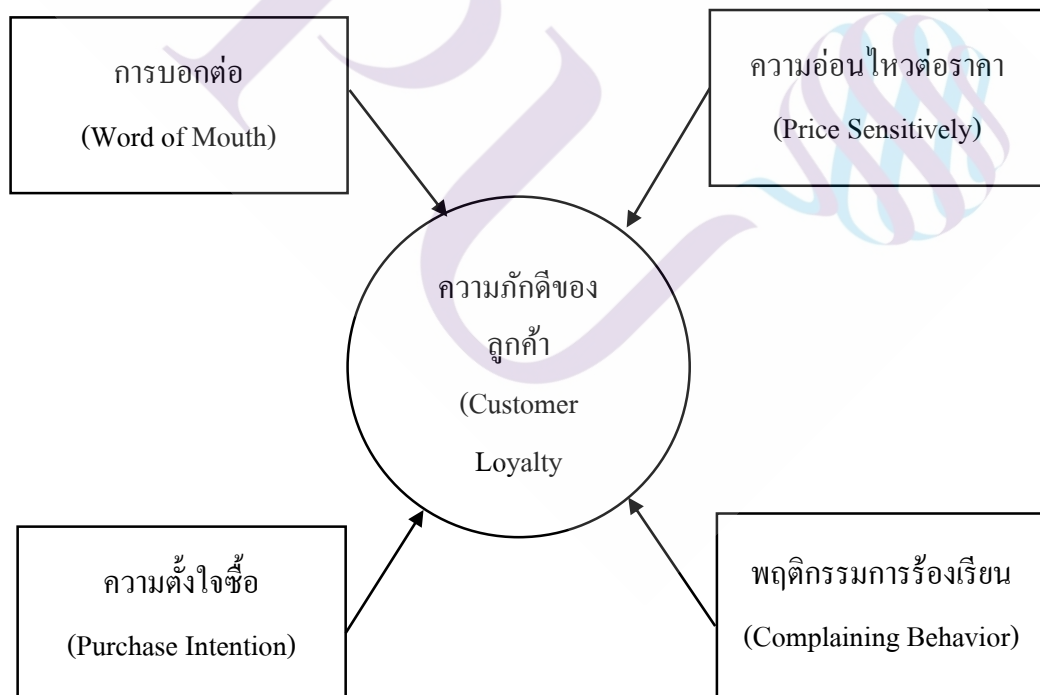 การบอกต่อ
(Word of Mouth)
ความอ่อนไหวต่อราคา
(Price Sensitively)
ความภักดีของ
ลูกค้า
(Customer
Loyalty
ความตั้งใจซื้อ
(Purchase Intention)
พฤติกรรมการร้องเรียน
(Complaining Behavior)